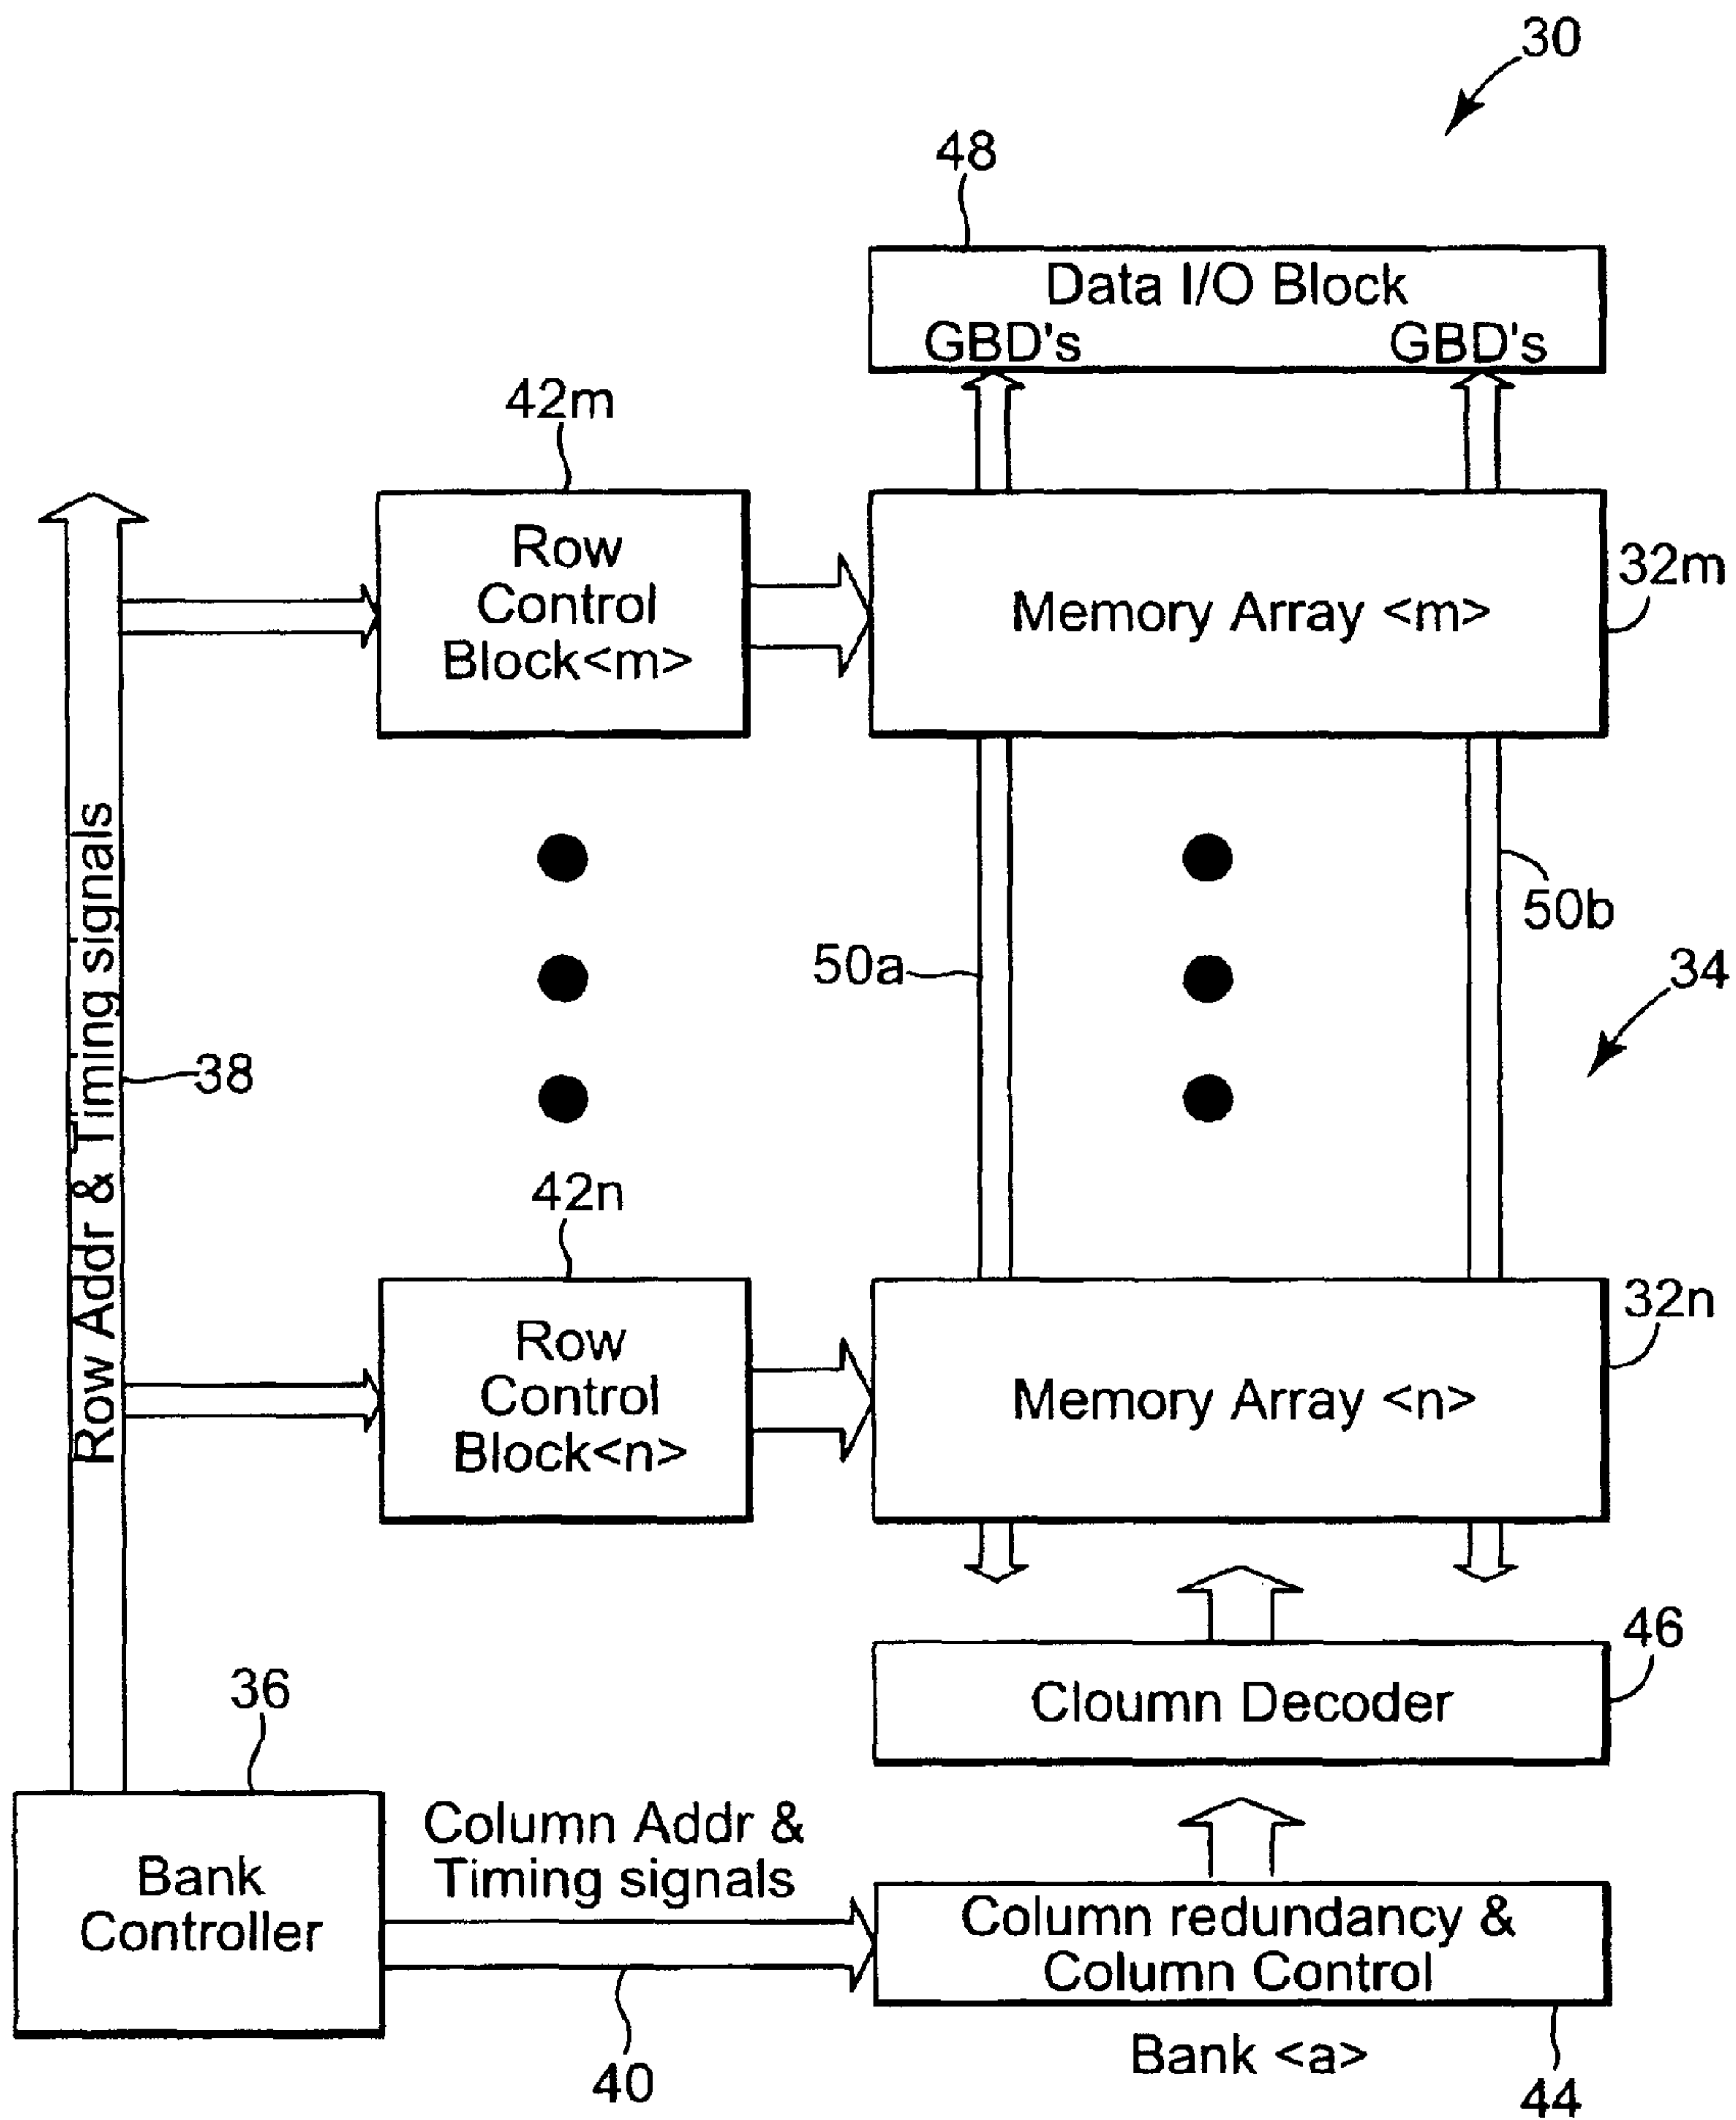 30
48
Data I/O Block
GBD's GBD's
42m
Row
Control
Block<m>
Memory Array <m>
32m
Row Addr & Timing signals
38
50a
50b
34
42n
Row
Control
Block<n>
Memory Array <n>
32n
Cloumn Decoder
46
36
Bank
Controller
Column Addr &
Timing signals
40
Column redundancy &
Column Control
44
Bank <a>